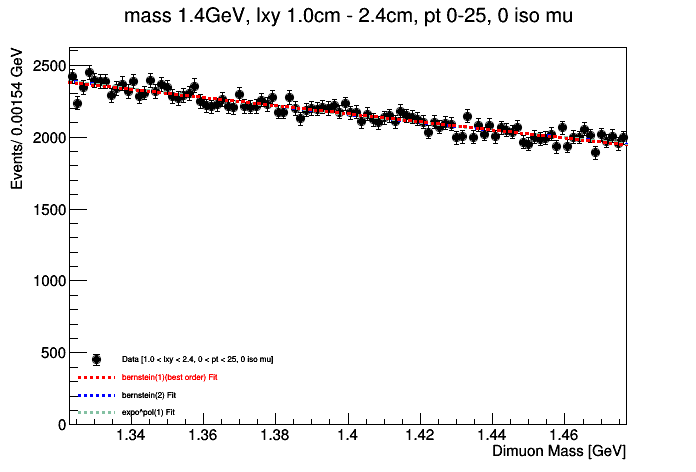 mass 1.4GeV, lxy 1.0cm - 2.4cm, pt 0-25, 0 iso mu
Events/ 0.00154 GeV
2500
2000
1500
1000
500
0
Data [1.0 < lxy < 2.4, 0 < pt < 25, 0 iso mu]
bernstein(1)(best order) Fit
bernstein(2) Fit
expo^pol(1) Fit
1.34 1.36 1.38 1.4 1.42 1.44 1.46
Dimuon Mass [GeV]